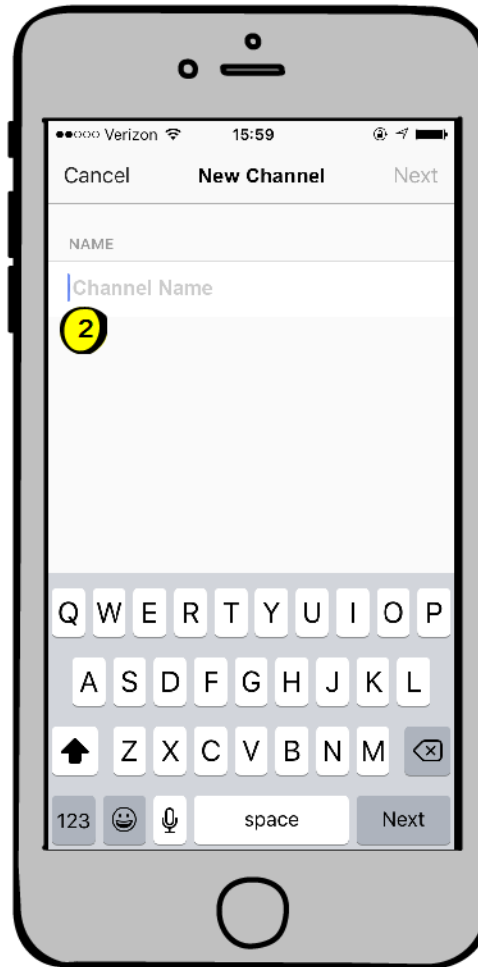 Verizon 15:59
Cancel New Channel Next
NAME
Channel Name
2
Q W E R T Y U I O P
A S D F G H J K L
Z X C V B N M
123 space Next